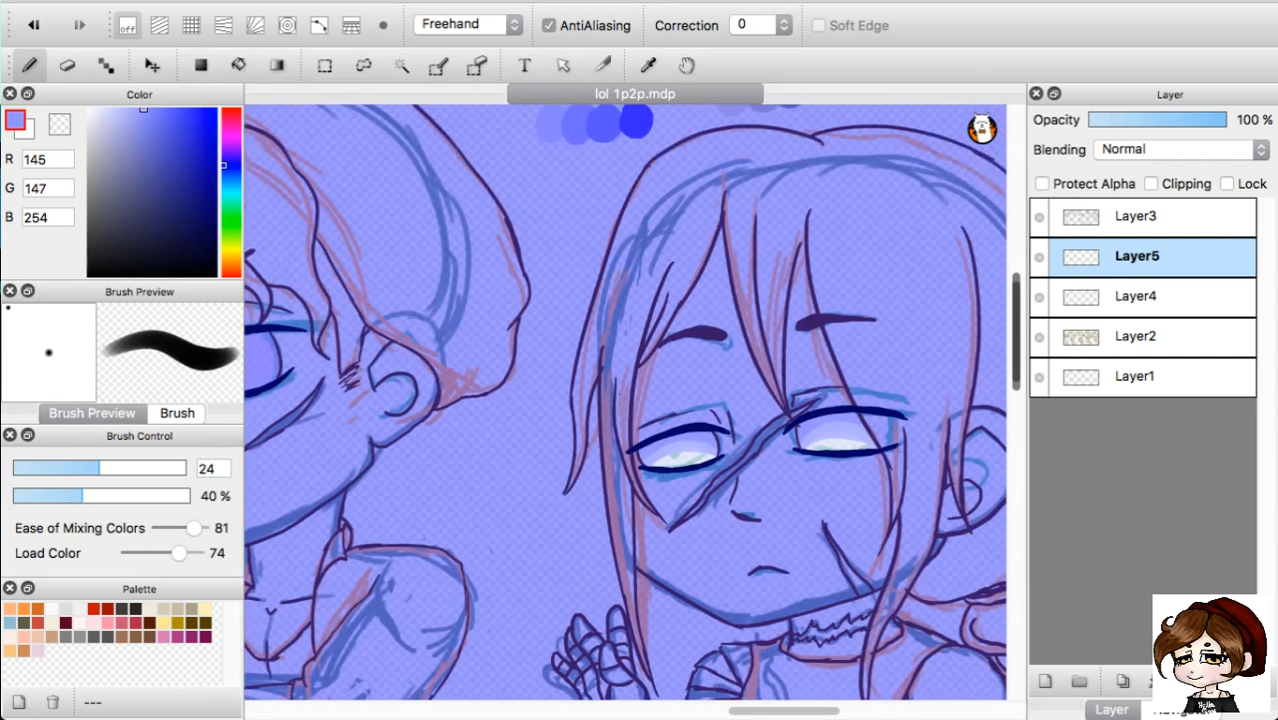 off
Freehand
AntiAliasing
Correction
0
Soft Edge
T
Color
lol 1p2p.mdp
Layer
R 145
G 147
B 254
Opacity 100 %
Blending Normal
Protect Alpha Clipping Lock
Layer3
Layer5
Layer4
Layer2
Layer1
Brush Preview
Brush Preview Brush
Brush Control
24
40 %
Ease of Mixing Colors 81
Load Color 74
Palette
---
Layer